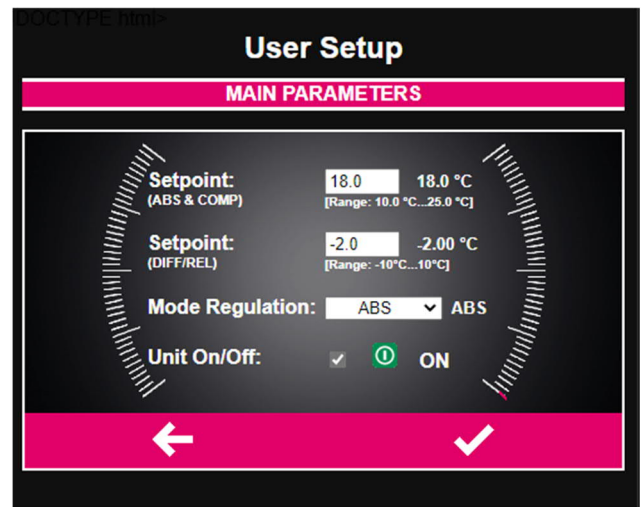 DOCTYPE html>
User Setup
MAIN PARAMETERS
Setpoint: 18.0 18.0 °C
(ABS & COMP) [Range: 10.0 °C...25.0 °C]
Setpoint: -2.0 -2.00 °C
(DIFF/REL) [Range: -10°C...10°C]
Mode Regulation: ABS ABS
Unit On/Off: ON